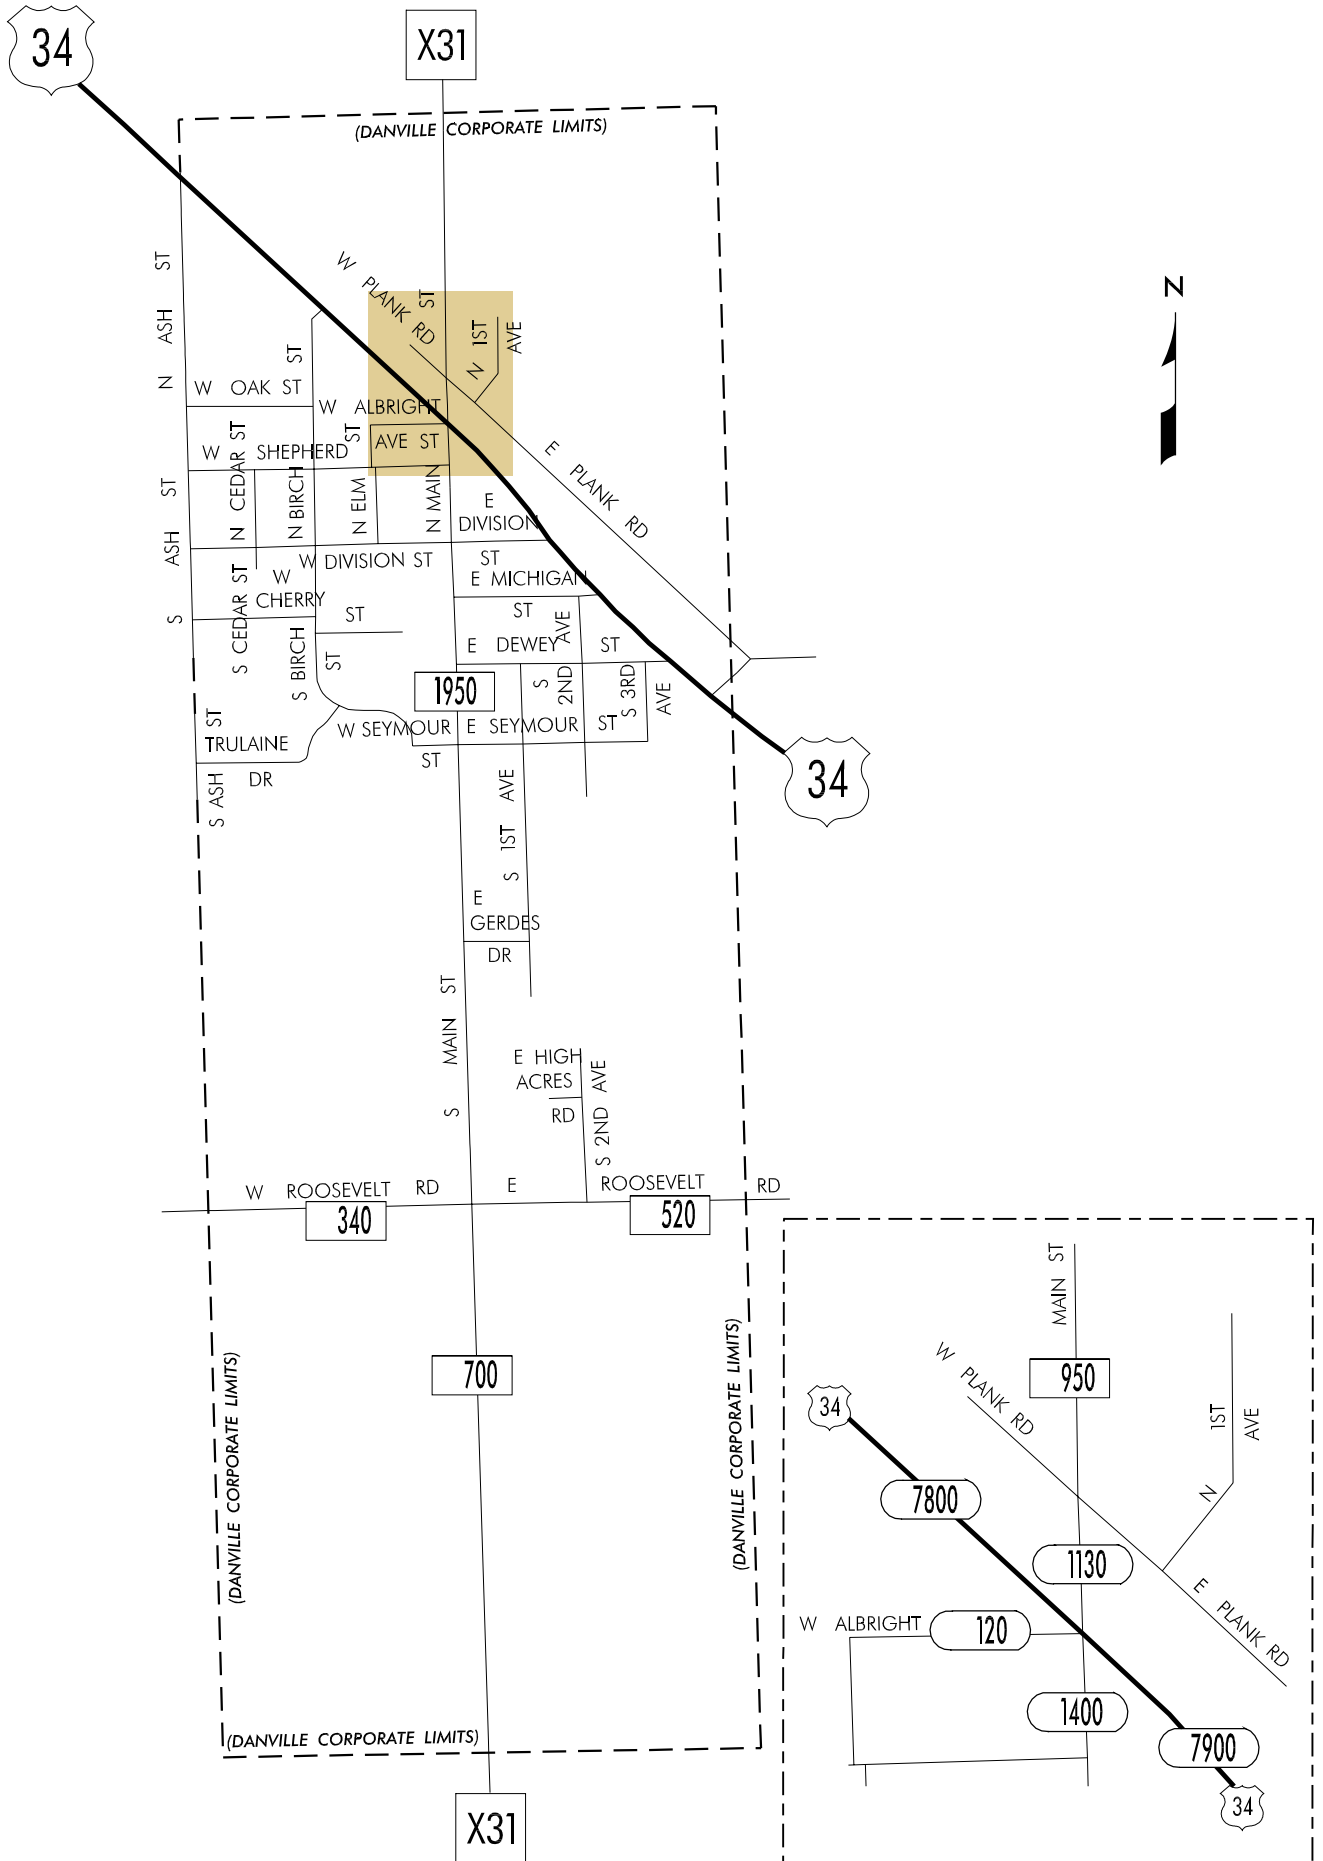 34
X31
(DANVILLE CORPORATE LIMITS)
N ASH ST
W PLANK RD
ST
N 1ST
AVE
ST
W OAK ST
W ALBRIGHT
W SHEPHERD
ST
AVE ST
N CEDAR ST
N BIRCH
N ELM
N MAIN
E
DIVISION
E PLANK RD
S ASH ST
W DIVISION ST
ST
E MICHIGAN
W
CHERRY
ST
ST
S CEDAR ST
S BIRCH
ST
E DEWEY
AVE
ST
1950
S
2ND
S 3RD
AVE
ST
TRULAINE
DR
W SEYMOUR
ST
E SEYMOUR ST
34
S ASH
S 1ST AVE
E
GERDES
DR
S MAIN ST
E HIGH
ACRES
RD
S 2ND AVE
W ROOSEVELT RD
E ROOSEVELT RD
340
520
700
(DANVILLE CORPORATE LIMITS)
(DANVILLE CORPORATE LIMITS)
(DANVILLE CORPORATE LIMITS)
X31
MAIN ST
950
W PLANK RD
34
1ST
AVE
N
7800
1130
E PLANK RD
W ALBRIGHT
120
1400
7900
34